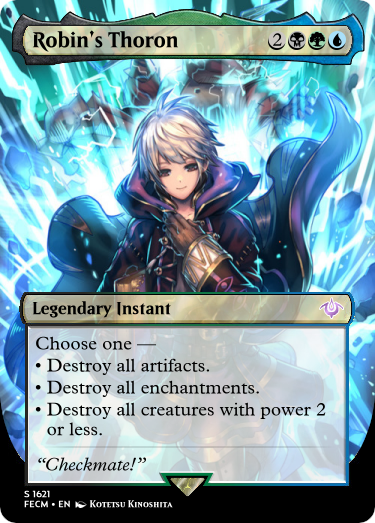 Robin's Thoron 2
Legendary Instant
Choose one —
• Destroy all artifacts.
• Destroy all enchantments.
• Destroy all creatures with power 2
or less.
“Checkmate!”
S 1621
FECM • EN Kotetsu Kinoshita